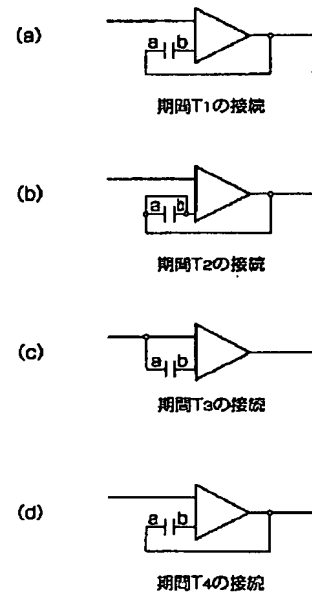 (a)
a b
期間T1の接続
(b)
a b
期間T2の接続
(c)
a b
期間T3の接続
(d)
a b
期間T4の接続